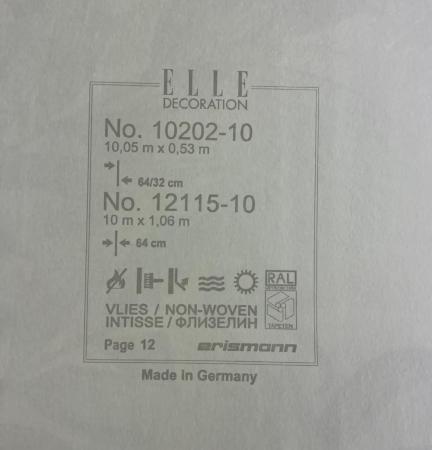 ELLE
DECORATION
No. 10202-10
10,05 m x 0,53 m
64/32 cm
No. 12115-10
10 m x 1,06 m
64 cm
RAL
TAPETEN
VLIES / NON-WOVEN
INTISSE / ФЛИЗЕЛИН
Page 12 erismann
Made in Germany